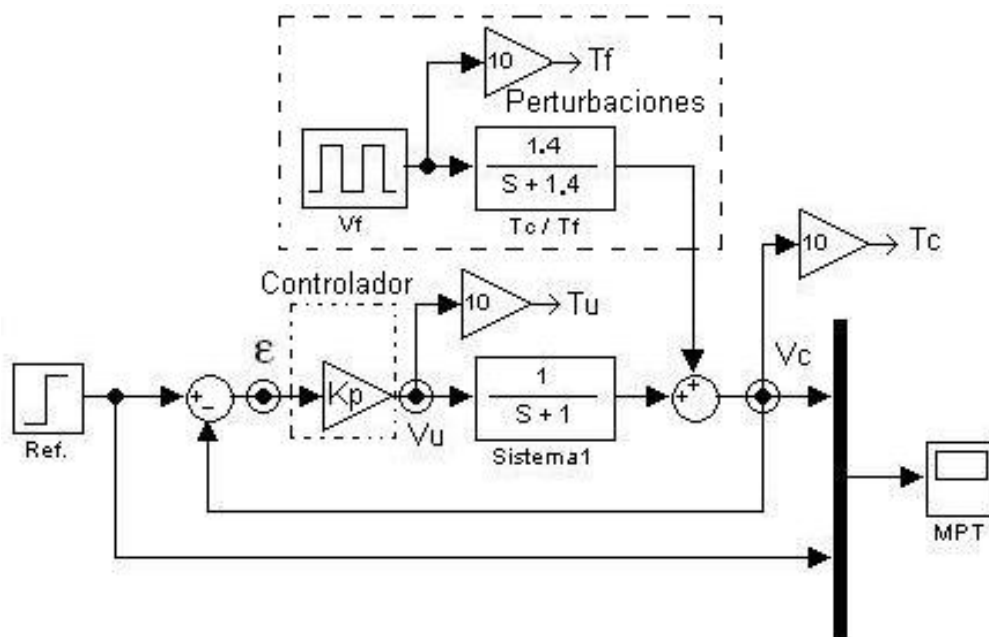 10
Tf
Perturbaciones
1.4
S + 1.4
Vf
Tc / Tf
10
Tc
Controlador
10
Tu
ε
Vc
+
+
+
−
Kp
1
S + 1
Ref.
Vu
Sistema1
MPT